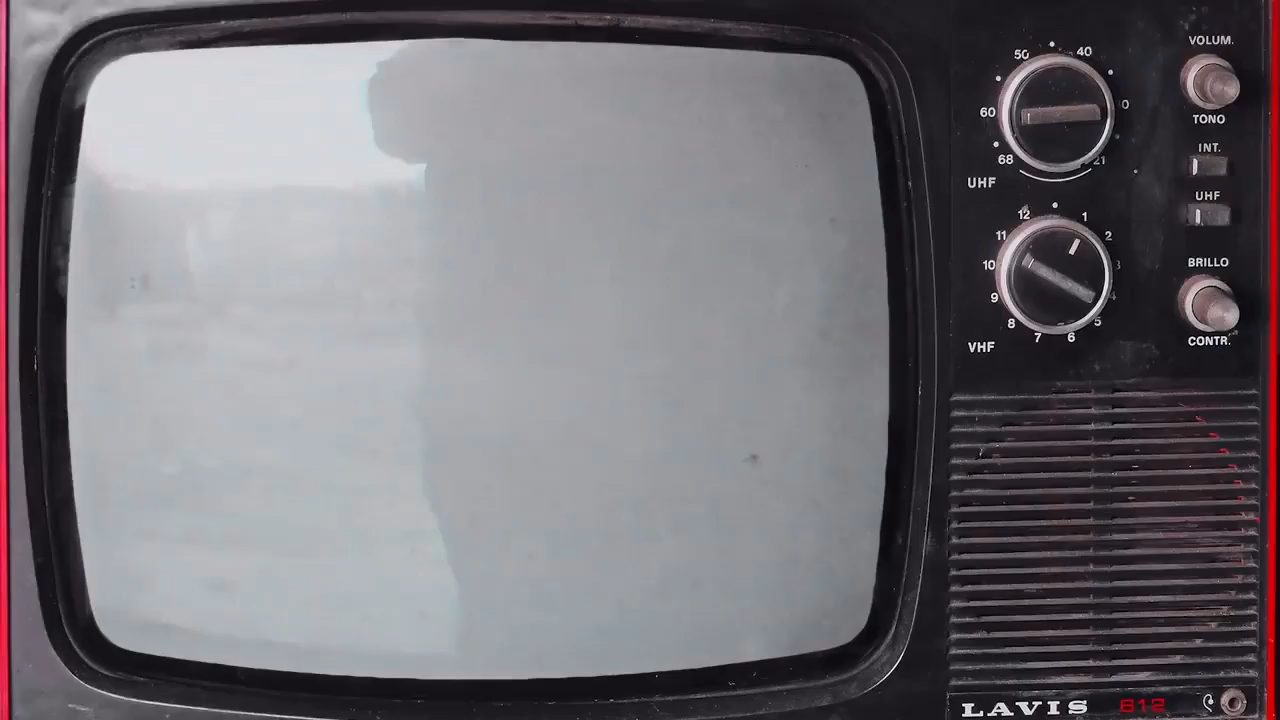 50 40
60 0
68 21
UHF
12 1
11 2
10 3
9 4
8 5
7 6
VHF
VOLUM.
TONO
INT.
UHF
BRILLO
CONTR.
LAVIS 612